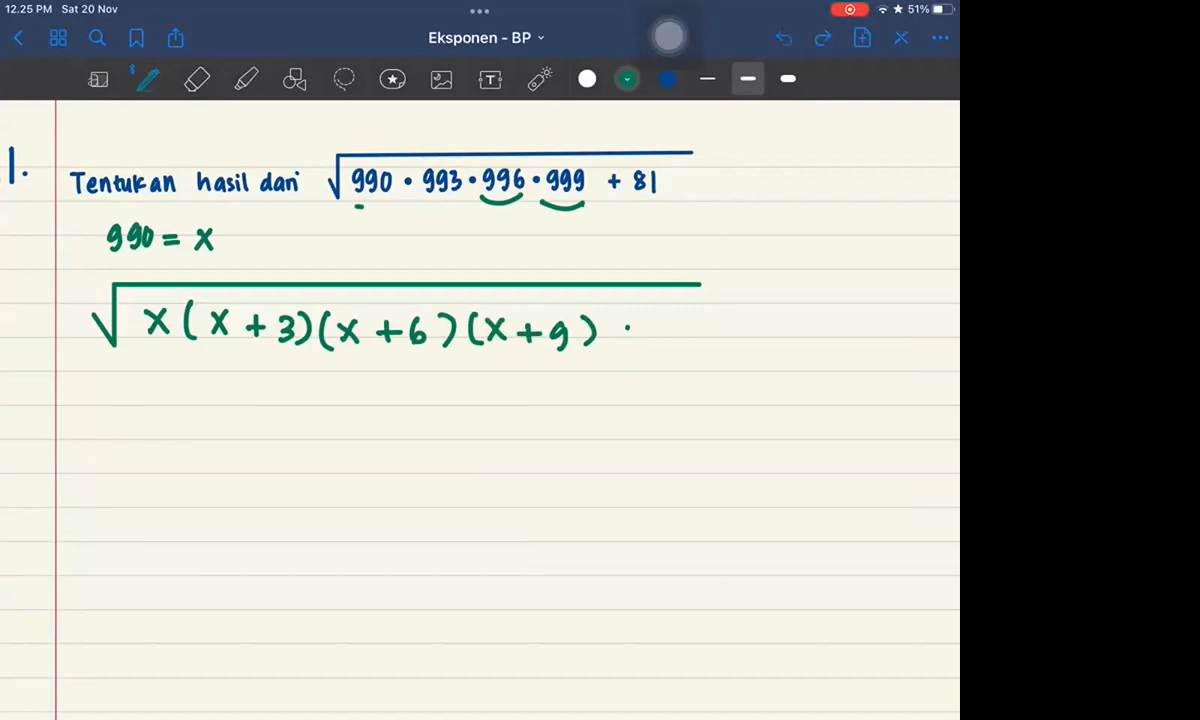 12.25 PM Sat 20 Nov
51%
Eksponen - BP
1. Tentukan hasil dari √990 · 993 · 996 · 999 + 81
990 = x
√x(x + 3)(x + 6)(x + 9)